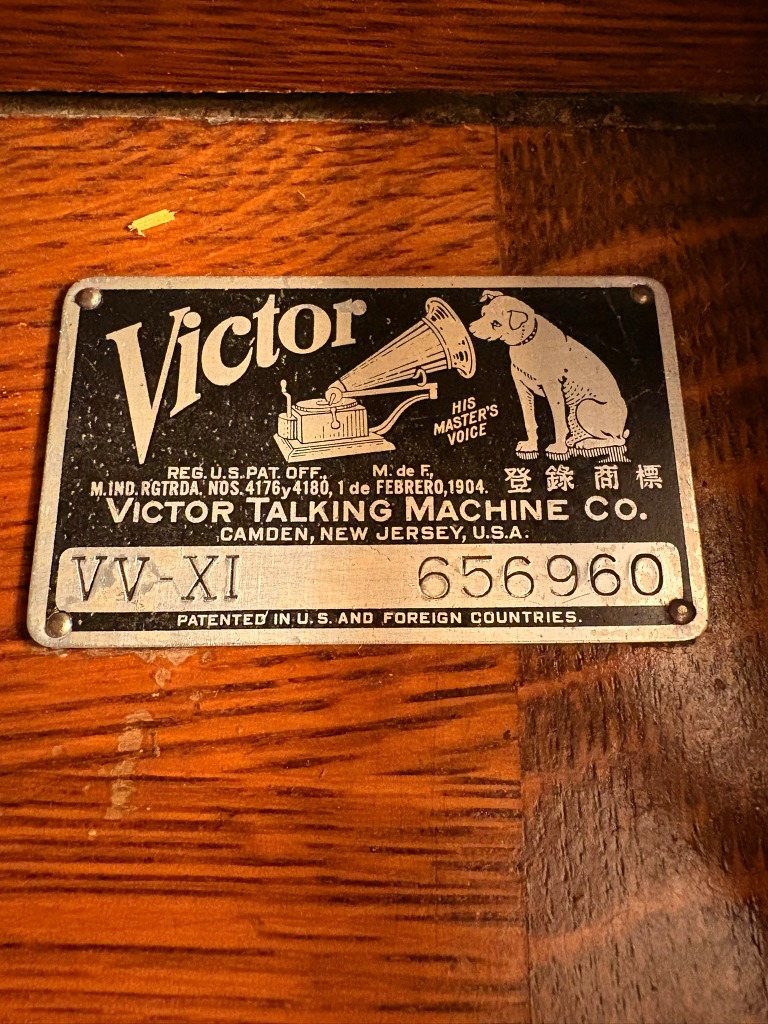 Victor
HIS
MASTER'S
VOICE
REG. U.S. PAT. OFF., M. de F.,
M. IND. RGTRDA. NOS. 4176 y 4180, 1 de FEBRERO, 1904.
登錄商標
VICTOR TALKING MACHINE CO.
CAMDEN, NEW JERSEY, U.S.A.
VV-XI 656960
PATENTED IN U.S. AND FOREIGN COUNTRIES.